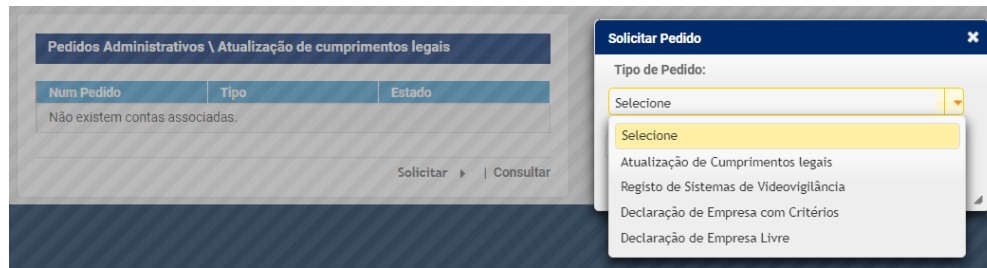 Pedidos Administrativos \ Atualização de cumprimentos legais
Num Pedido Tipo Estado
Não existem contas associadas.
Solicitar | Consultar
Solicitar Pedido
Tipo de Pedido:
Selecione
Selecione
Atualização de Cumprimentos legais
Registo de Sistemas de Videovigilância
Declaração de Empresa com Critérios
Declaração de Empresa Livre